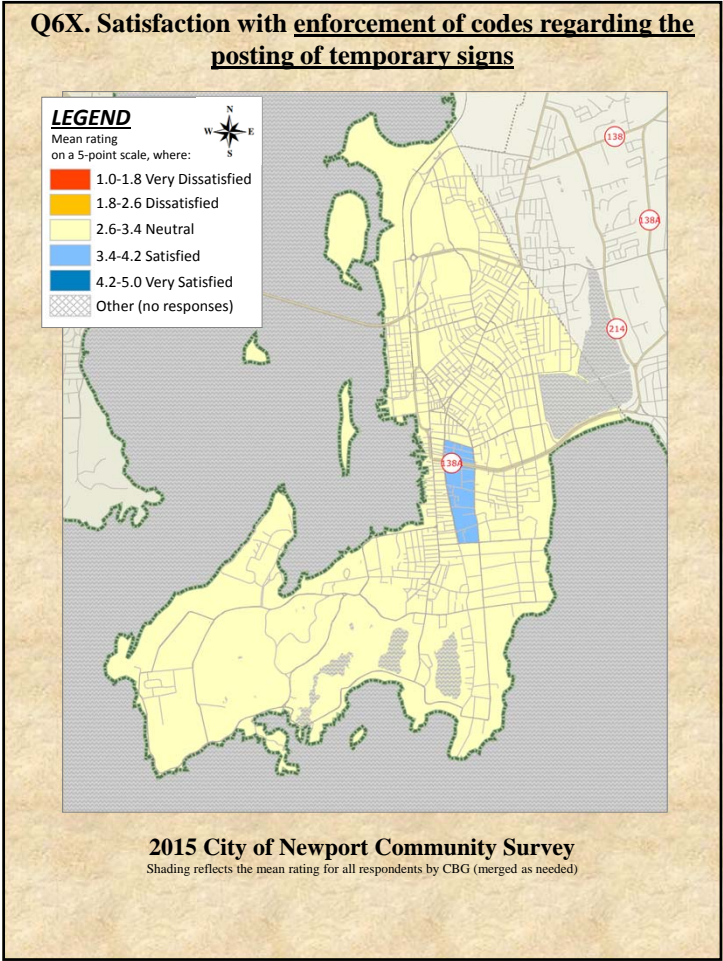 Q6X. Satisfaction with enforcement of codes regarding the
posting of temporary signs
LEGEND
Mean rating
on a 5-point scale, where:
N
W E
S
1.0-1.8 Very Dissatisfied
1.8-2.6 Dissatisfied
2.6-3.4 Neutral
3.4-4.2 Satisfied
4.2-5.0 Very Satisfied
Other (no responses)
138
138A
214
138A
2015 City of Newport Community Survey
Shading reflects the mean rating for all respondents by CBG (merged as needed)